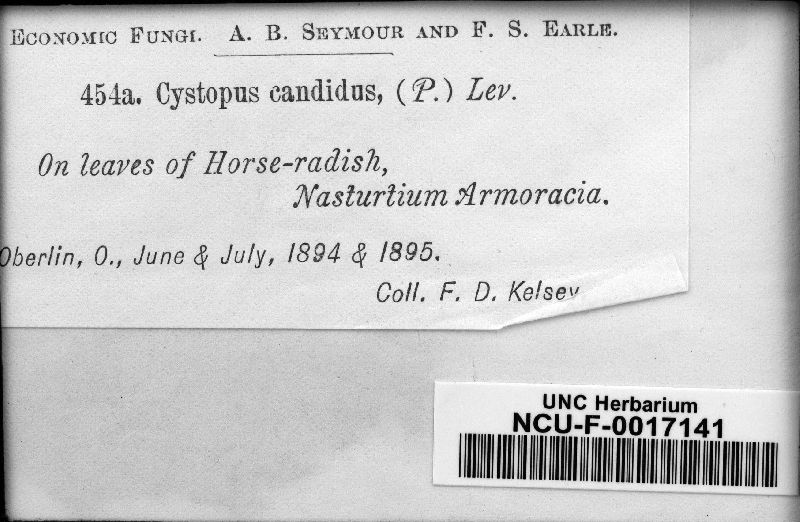 Economic Fungi. A. B. Seymour and F. S. Earle.
454a. Cystopus candidus, (P.) Lev.
On leaves of Horse-radish,
Nasturtium Armoracia.
Oberlin, O., June & July, 1894 & 1895.
Coll. F. D. Kelsey
UNC Herbarium
NCU-F-0017141